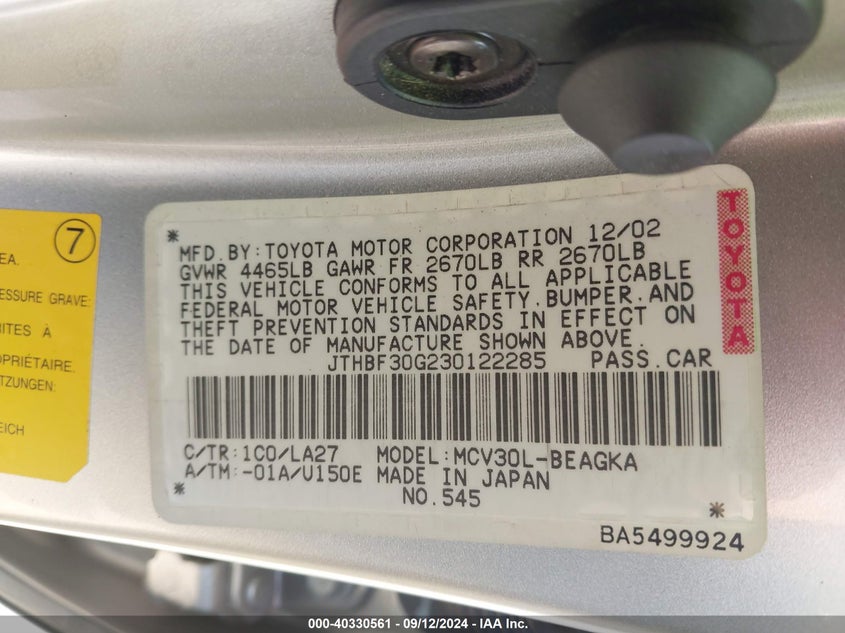 7
EA.
ESSURE GRAVE:
RITES À
OPRIÉTAIRE.
TZUNGEN:
EICH
TOYOTA
* MFD.BY:TOYOTA MOTOR CORPORATION 12/02
GVWR 4465LB GAWR FR 2670LB RR 2670LB
THIS VEHICLE CONFORMS TO ALL APPLICABLE
FEDERAL MOTOR VEHICLE SAFETY,BUMPER,AND
THEFT PREVENTION STANDARDS IN EFFECT ON
THE DATE OF MANUFACTURE SHOWN ABOVE.
JTHBF30G230122285 PASS.CAR
C/TR:1C0/LA27 MODEL:MCV30L-BEAGKA
A/TM:-01A/U150E MADE IN JAPAN
* NO.545 *
BA5499924
000-40330561 - 09/12/2024 - IAA Inc.